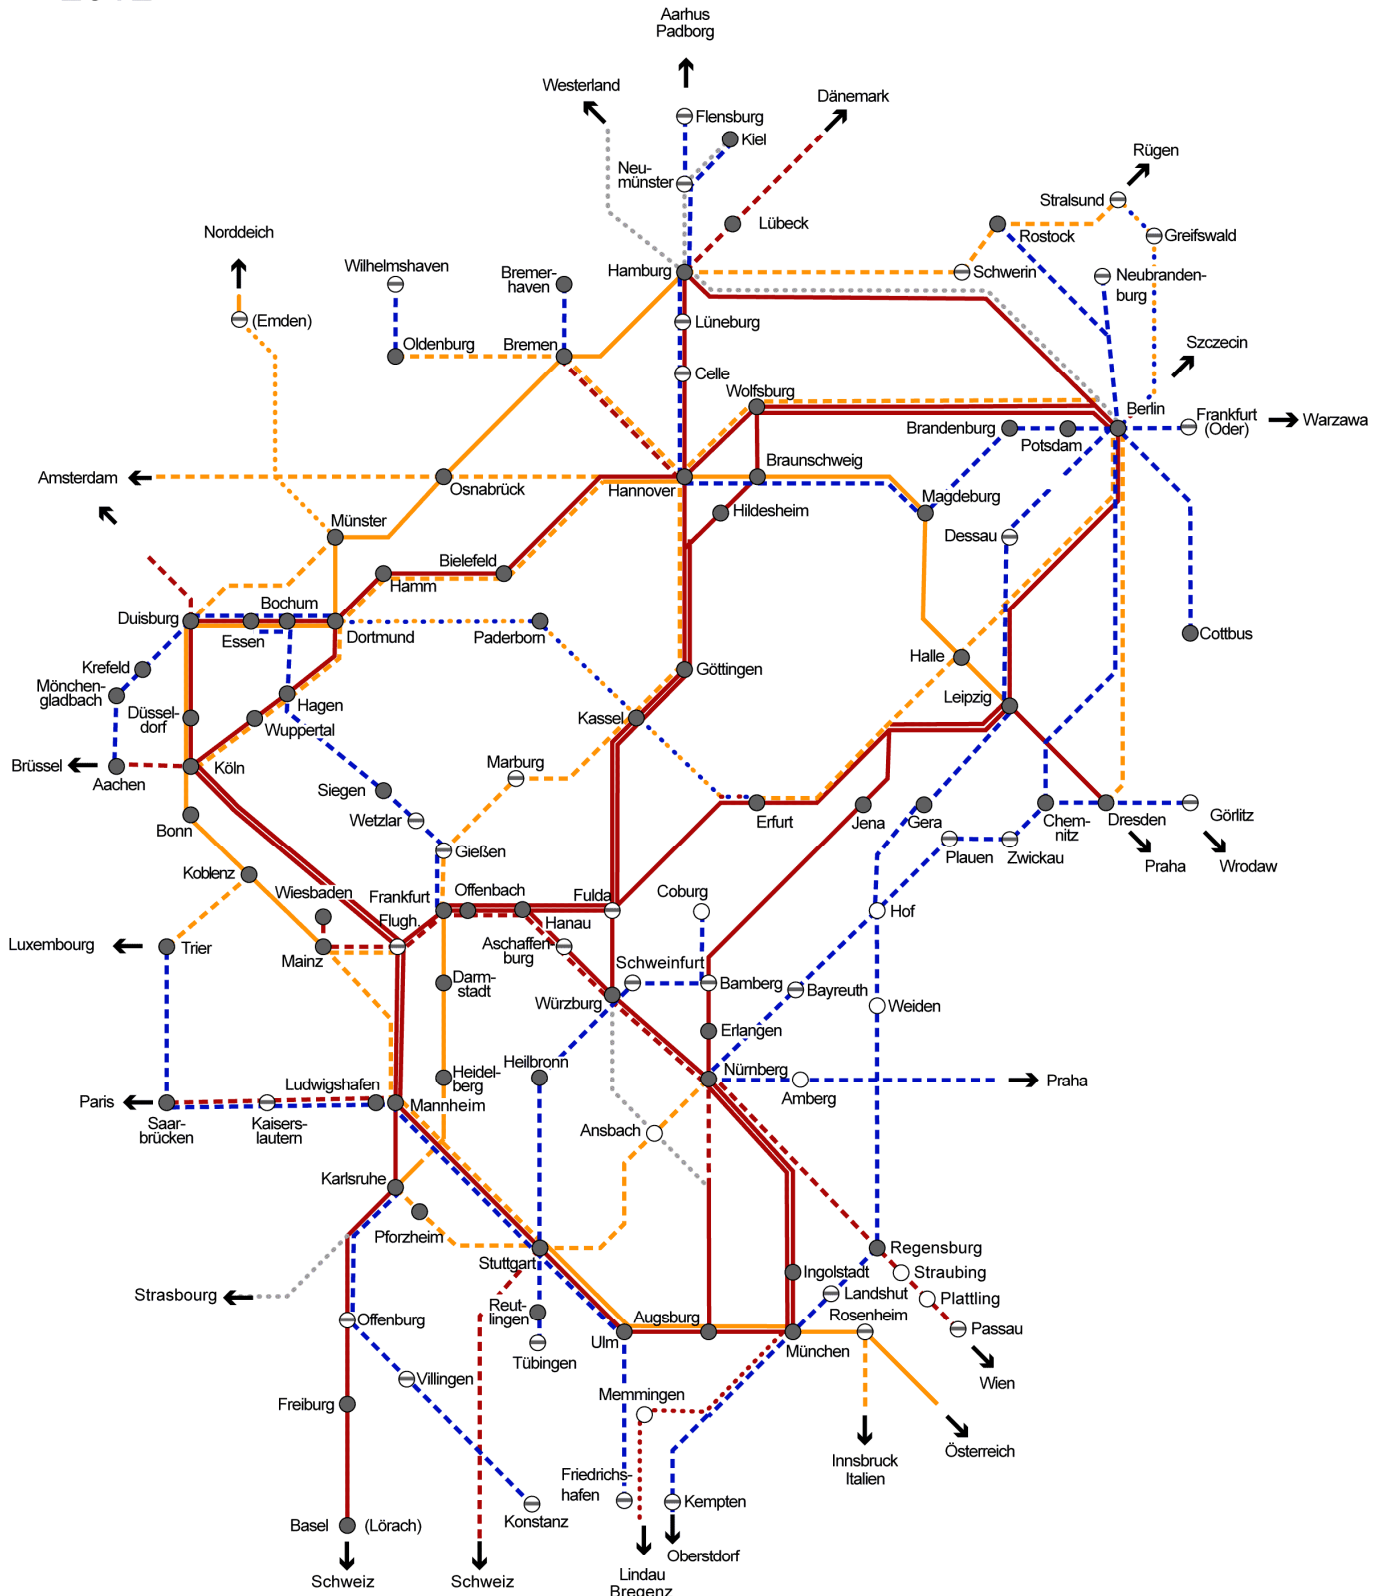 Aarhus
Padborg
Westerland
Dänemark
Flensburg
Kiel
Neu-
münster
Rügen
Stralsund
Lübeck
Rostock
Greifswald
Norddeich
Wilhelmshaven
Bremer-
haven
Hamburg
Schwerin
Neubranden-
burg
(Emden)
Lüneburg
Oldenburg
Bremen
Szczecin
Celle
Wolfsburg
Berlin
Brandenburg
Potsdam
Frankfurt
(Oder)
Warzawa
Amsterdam
Osnabrück
Hannover
Braunschweig
Magdeburg
Hildesheim
Münster
Dessau
Bielefeld
Hamm
Duisburg
Bochum
Essen
Dortmund
Paderborn
Cottbus
Krefeld
Mönchen-
gladbach
Halle
Göttingen
Leipzig
Hagen
Düssel-
dorf
Wuppertal
Kassel
Brüssel
Aachen
Köln
Marburg
Siegen
Wetzlar
Bonn
Erfurt
Jena
Gera
Chem-
nitz
Dresden
Görlitz
Gießen
Plauen
Zwickau
Praha
Wrodaw
Koblenz
Wiesbaden
Frankfurt
Flugh.
Offenbach
Fulda
Coburg
Hanau
Hof
Luxembourg
Trier
Mainz
Aschaffen-
burg
Schweinfurt
Darm-
stadt
Bamberg
Bayreuth
Würzburg
Weiden
Erlangen
Heilbronn
Heidel-
berg
Nürnberg
Ludwigshafen
Paris
Saar-
brücken
Kaisers-
lautern
Mannheim
Amberg
Praha
Ansbach
Karlsruhe
Pforzheim
Stuttgart
Regensburg
Ingolstadt
Straubing
Strasbourg
Landshut
Plattling
Reut-
lingen
Augsburg
Rosenheim
Offenburg
Ulm
München
Passau
Tübingen
Villingen
Wien
Freiburg
Memmingen
Österreich
Innsbruck
Italien
Friedrichs-
hafen
Kempten
Konstanz
Basel
(Lörach)
Oberstdorf
Schweiz
Schweiz
Lindau
Bregenz